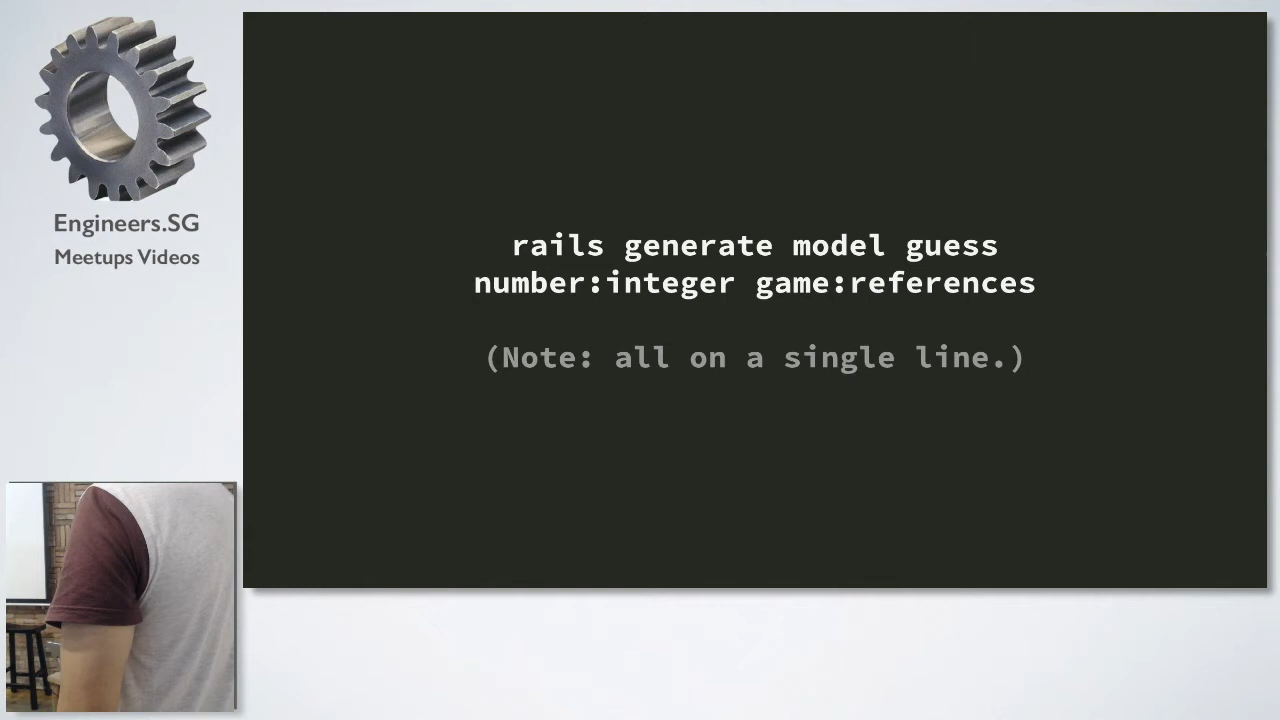 Engineers.SG
Meetups Videos
rails generate model guess
number:integer game:references
(Note: all on a single line.)